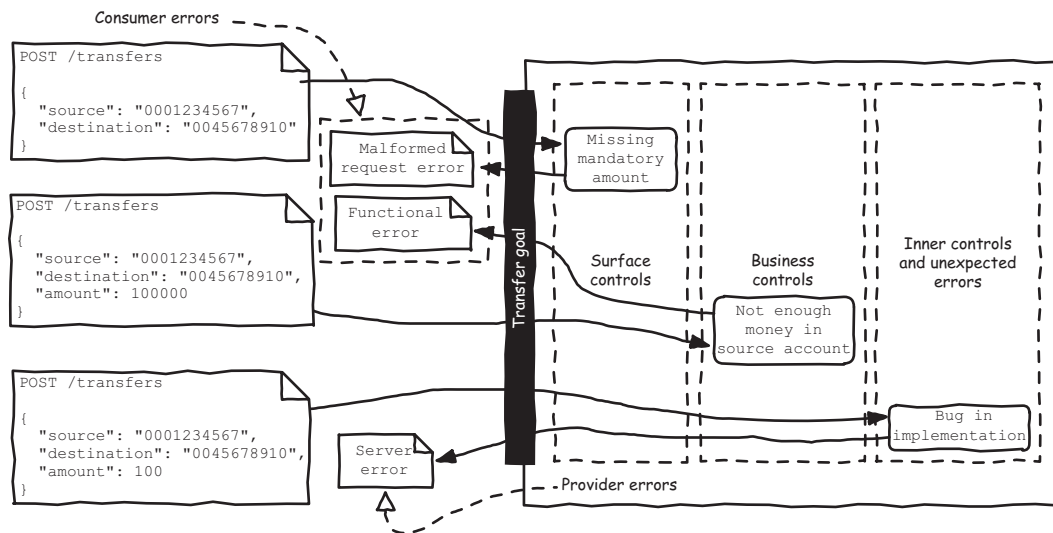 Consumer errors
POST /transfers
{
"source": "0001234567",
"destination": "0045678910"
}
Malformed
request error
Functional
error
Missing
mandatory
amount
POST /transfers
{
"source": "0001234567",
"destination": "0045678910",
"amount": 100000
}
Transfer goal
Surface
controls
Business
controls
Inner controls
and unexpected
errors
Not enough
money in
source account
POST /transfers
{
"source": "0001234567",
"destination": "0045678910",
"amount": 100
}
Server
error
Bug in
implementation
Provider errors